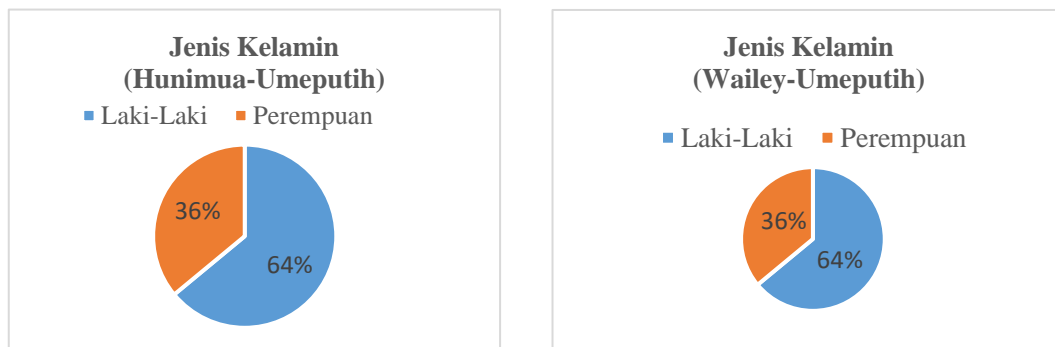 Jenis Kelamin
(Hunimua-Umeputih)
Laki-Laki Perempuan
36%
64%
Jenis Kelamin
(Wailey-Umeputih)
Laki-Laki Perempuan
36%
64%